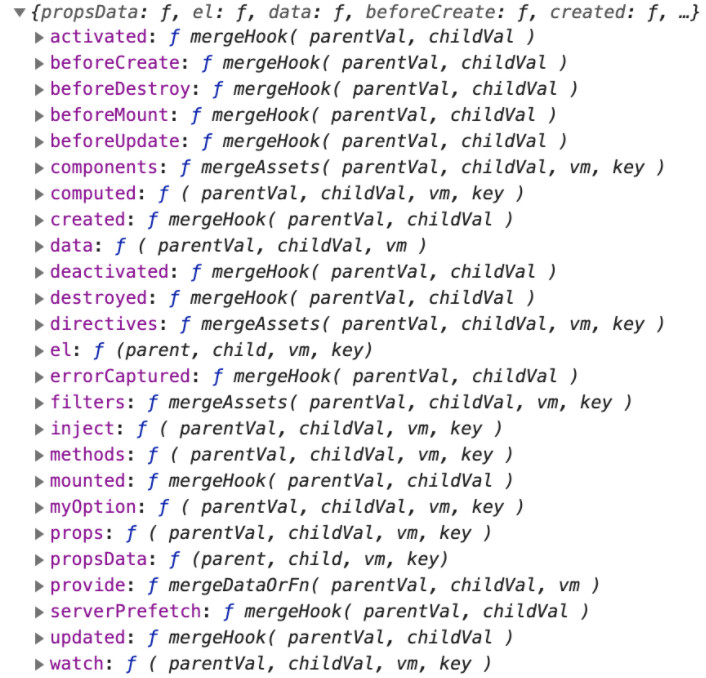 {propsData: ƒ, el: ƒ, data: ƒ, beforeCreate: ƒ, created: ƒ, …}
activated: ƒ mergeHook( parentVal, childVal )
beforeCreate: ƒ mergeHook( parentVal, childVal )
beforeDestroy: ƒ mergeHook( parentVal, childVal )
beforeMount: ƒ mergeHook( parentVal, childVal )
beforeUpdate: ƒ mergeHook( parentVal, childVal )
components: ƒ mergeAssets( parentVal, childVal, vm, key )
computed: ƒ ( parentVal, childVal, vm, key )
created: ƒ mergeHook( parentVal, childVal )
data: ƒ ( parentVal, childVal, vm )
deactivated: ƒ mergeHook( parentVal, childVal )
destroyed: ƒ mergeHook( parentVal, childVal )
directives: ƒ mergeAssets( parentVal, childVal, vm, key )
el: ƒ (parent, child, vm, key)
errorCaptured: ƒ mergeHook( parentVal, childVal )
filters: ƒ mergeAssets( parentVal, childVal, vm, key )
inject: ƒ ( parentVal, childVal, vm, key )
methods: ƒ ( parentVal, childVal, vm, key )
mounted: ƒ mergeHook( parentVal, childVal )
myOption: ƒ ( parentVal, childVal, vm, key )
props: ƒ ( parentVal, childVal, vm, key )
propsData: ƒ (parent, child, vm, key)
provide: ƒ mergeDataOrFn( parentVal, childVal, vm )
serverPrefetch: ƒ mergeHook( parentVal, childVal )
updated: ƒ mergeHook( parentVal, childVal )
watch: ƒ ( parentVal, childVal, vm, key )